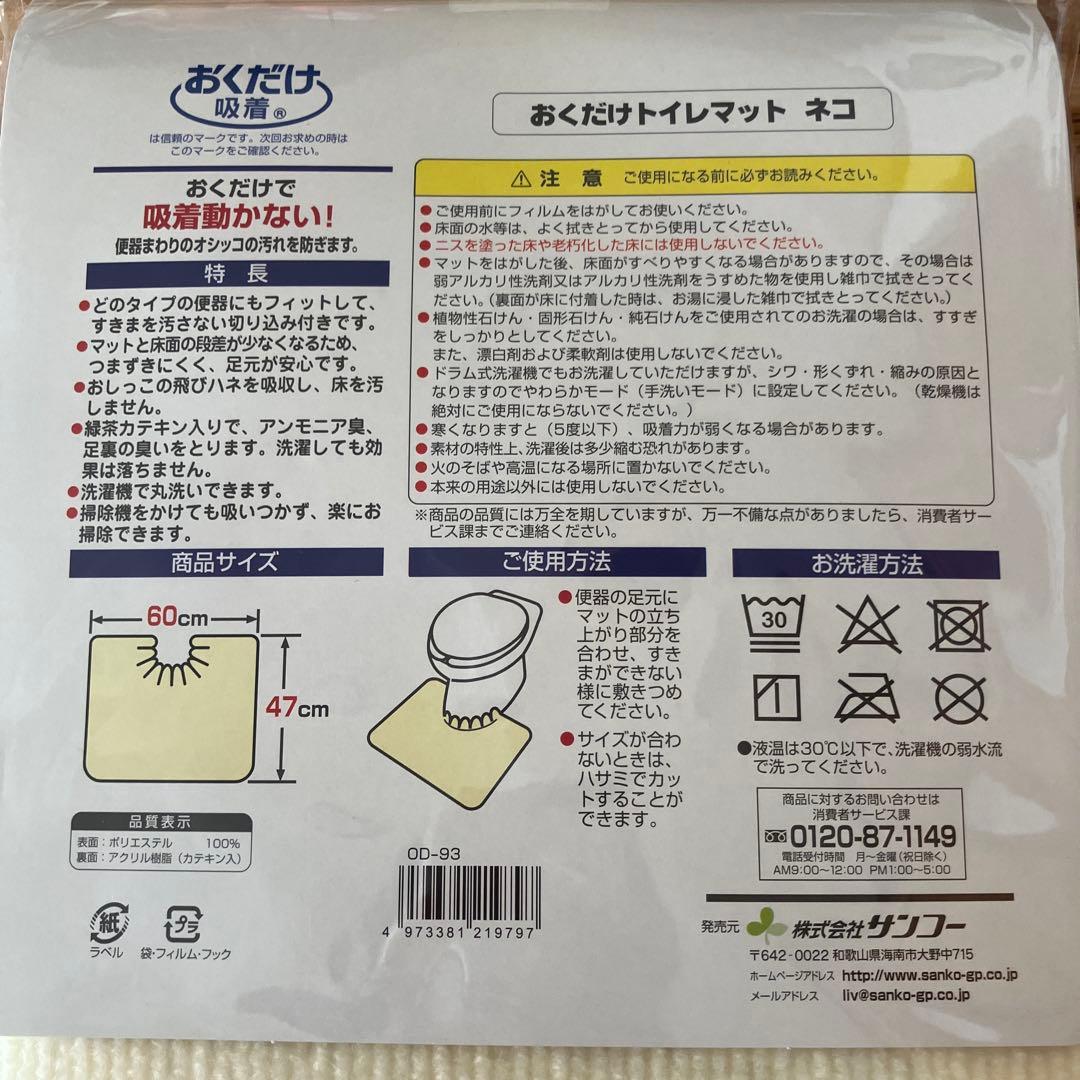 おくだけ
吸着®
は信頼のマークです。次回お求めの時は
このマークをご確認ください。
おくだけで
吸着動かない!
便器まわりのオシッコの汚れを防ぎます。
特長
●どのタイプの便器にもフィットして、
すきまを汚さない切り込み付きです。
●マットと床面の段差が少なくなるため、
つまずきにくく、足元が安心です。
●おしっこの飛びハネを吸収し、床を汚
しません。
●緑茶カテキン入りで、アンモニア臭、
足裏の臭いをとります。洗濯しても効
果は落ちません。
●洗濯機で丸洗いできます。
●掃除機をかけても吸いつかず、楽にお
掃除できます。
おくだけトイレマット ネコ
⚠ 注意 ご使用になる前に必ずお読みください。
●ご使用前にフィルムをはがしてお使いください。
●床面の水等は、よく拭きとってから使用してください。
●ニスを塗った床や老朽化した床には使用しないでください。
●マットをはがした後、床面がすべりやすくなる場合がありますので、その場合は
弱アルカリ性洗剤又はアルカリ性洗剤をうすめた物を使用し雑巾で拭きとってく
ださい。(裏面が床に付着した時は、お湯に浸した雑巾で拭きとってください。)
●植物性石けん・固形石けん・純石けんをご使用されてのお洗濯の場合は、すすぎ
をしっかりとしてください。
また、漂白剤および柔軟剤は使用しないでください。
●ドラム式洗濯機でもお洗濯していただけますが、シワ・形くずれ・縮みの原因と
なりますのでやわらかモード(手洗いモード)に設定してください。(乾燥機は
絶対にご使用にならないでください。)
●寒くなりますと(5度以下)、吸着力が弱くなる場合があります。
●素材の特性上、洗濯後は多少縮む恐れがあります。
●火のそばや高温になる場所に置かないでください。
●本来の用途以外には使用しないでください。
※商品の品質には万全を期していますが、万一不備な点がありましたら、消費者サー
ビス課までご連絡ください。
商品サイズ
60cm
47cm
品質表示
表面:ポリエステル 100%
裏面:アクリル樹脂(カテキン入)
紙
ラベル
プラ
袋・フィルム・フック
ご使用方法
●便器の足元に
マットの立ち
上がり部分を
合わせ、すき
まができない
様に敷きつめ
てください。
●サイズが合わ
ないときは、
ハサミでカッ
トすることが
できます。
OD-93
4 973381 219797
お洗濯方法
30
1
●液温は30℃以下で、洗濯機の弱水流
で洗ってください。
商品に対するお問い合わせは
消費者サービス課
0120-87-1149
電話受付時間 月〜金曜(祝日除く)
AM9:00〜12:00 PM1:00〜5:00
発売元 株式会社サンコー
〒642-0022 和歌山県海南市大野中715
ホームページアドレス http://www.sanko-gp.co.jp
メールアドレス liv@sanko-gp.co.jp